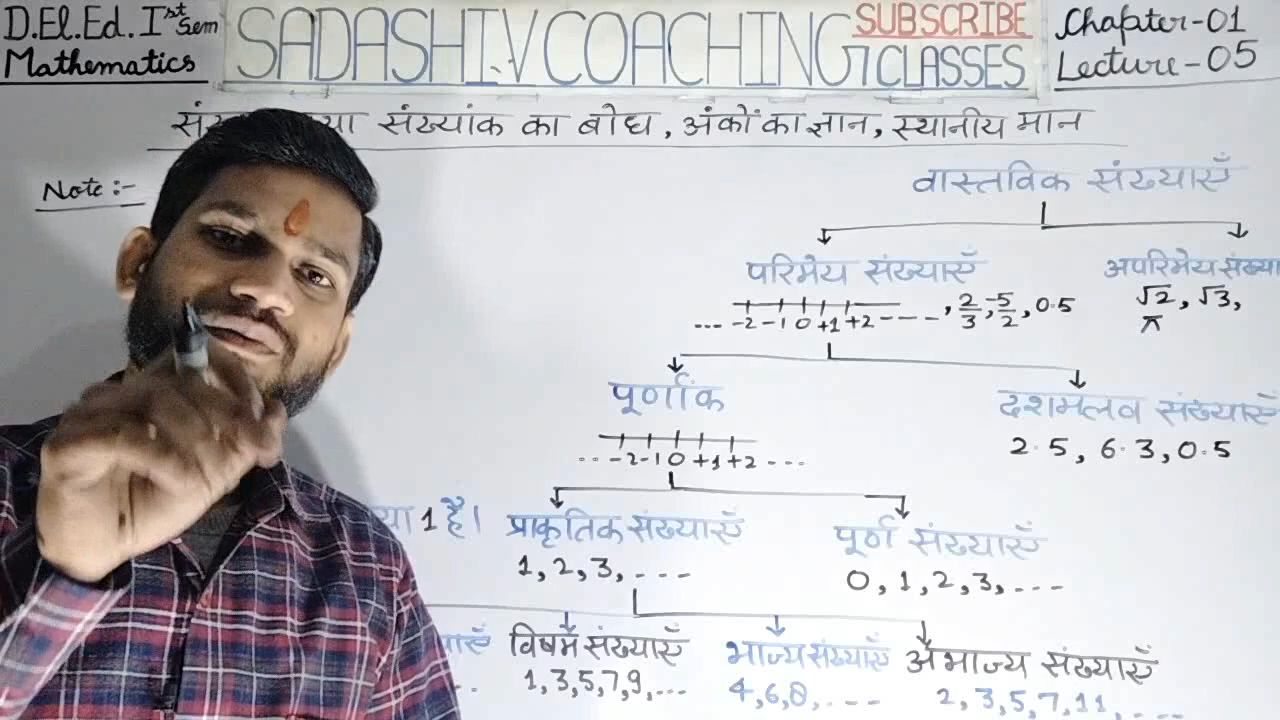 D.El.Ed. Ist Sem
Mathematics
SADASHIV COACHING CLASSES
SUBSCRIBE
Chapter-01
Lecture-05
संख्यांक का बोध, अंकों का ज्ञान, स्थानीय मान
Note :-
वास्तविक संख्याएँ
परिमेय संख्याएँ
... -2 -1 0 +1 +2 ---- , 2/3, -5/2, 0.5
अपरिमेय संख्या
√2, √3,
π
पूर्णांक
... -2 -1 0 +1 +2 ...
दशमलव संख्याएँ
2.5, 6.3, 0.5
1 है।
प्राकृतिक संख्याएँ
1, 2, 3, ----
पूर्ण संख्याएँ
0, 1, 2, 3, ----
विषम संख्याएँ
1, 3, 5, 7, 9, ...
भाज्य संख्याएँ
4, 6, 8, ----
अभाज्य संख्याएँ
2, 3, 5, 7, 11, ----